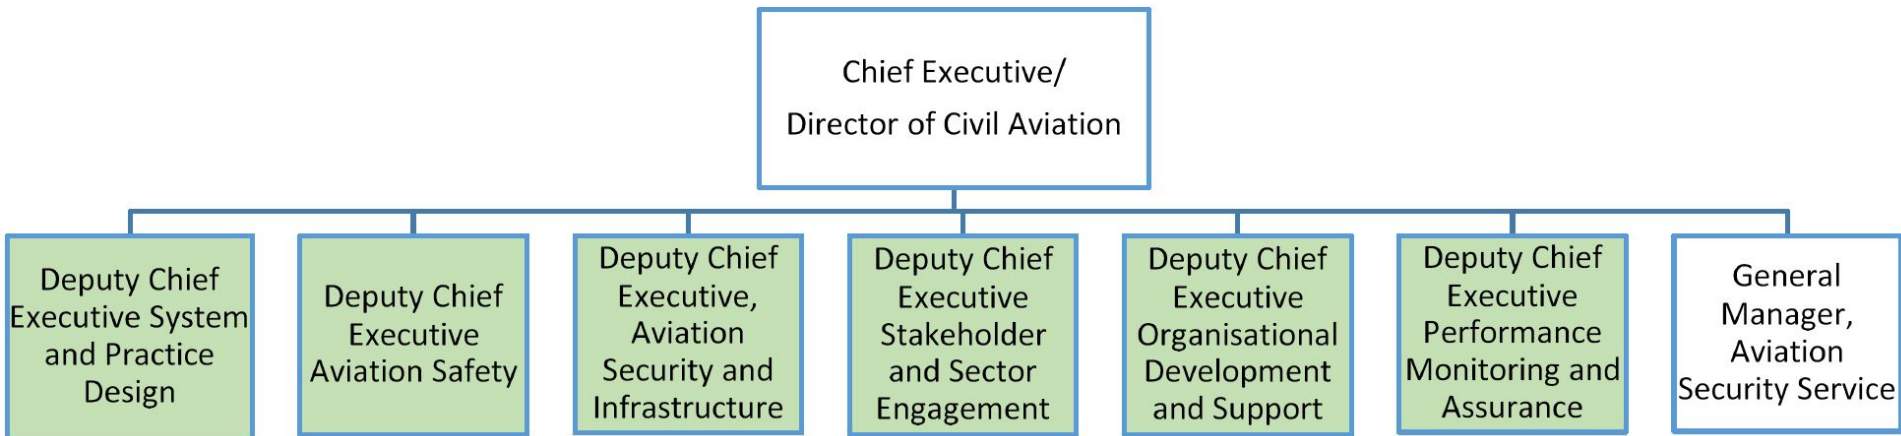 Chief Executive/
Director of Civil Aviation
Deputy Chief
Executive System
and Practice
Design
Deputy Chief
Executive
Aviation Safety
Deputy Chief
Executive,
Aviation
Security and
Infrastructure
Deputy Chief
Executive
Stakeholder
and Sector
Engagement
Deputy Chief
Executive
Organisational
Development
and Support
Deputy Chief
Executive
Performance
Monitoring and
Assurance
General
Manager,
Aviation
Security Service